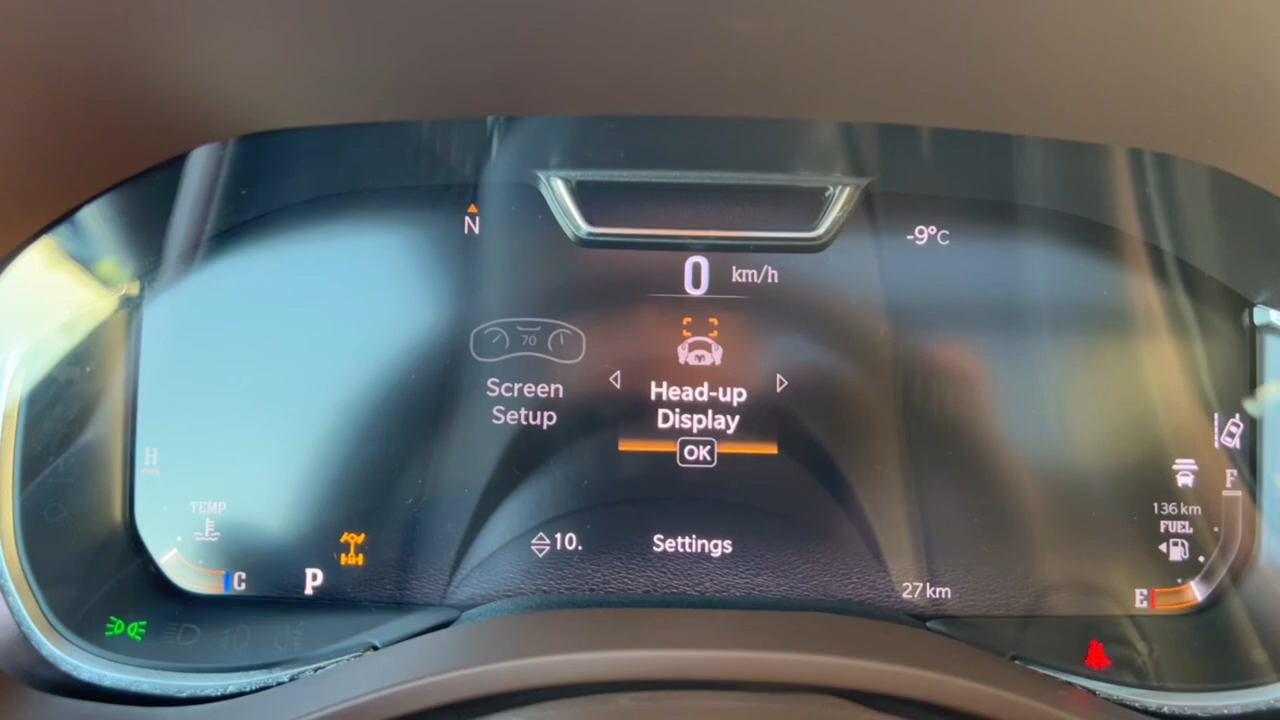 N
-9°C
0 km/h
70
Screen
Setup
Head-up
Display
OK
H
F
TEMP
136 km
FUEL
10.
Settings
C
P
27 km
E